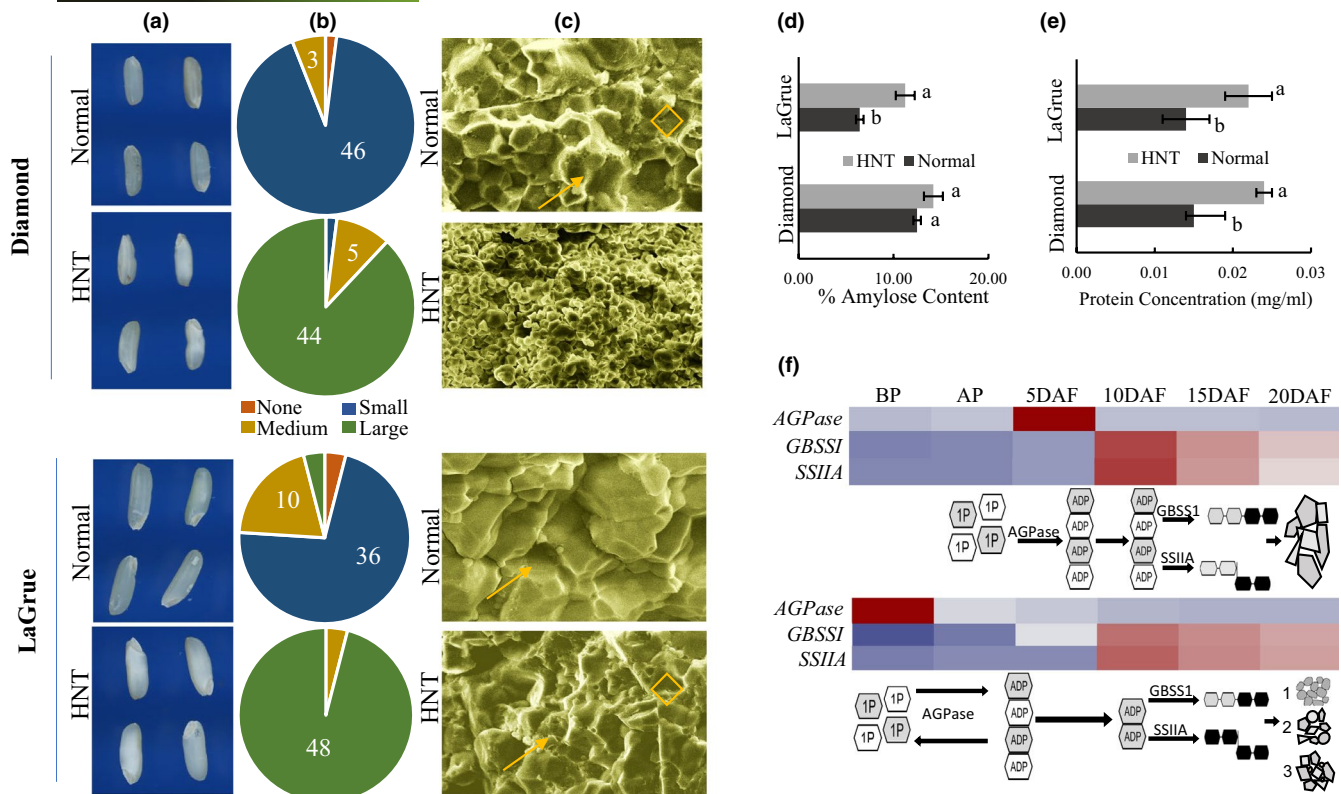 (a)
(b)
(c)
Diamond
Normal
3
46
Normal
HNT
5
44
HNT
None
Small
Medium
Large
LaGrue
Normal
10
36
Normal
HNT
48
HNT
(d)
LaGrue
a
b
HNT
Normal
Diamond
a
a
0.00
10.00
20.00
% Amylose Content
(e)
LaGrue
a
b
HNT
Normal
Diamond
a
b
0.00
0.01
0.02
0.03
Protein Concentration (mg/ml)
(f)
BP
AP
5DAF
10DAF
15DAF
20DAF
AGPase
GBSSI
SSIIA
1P
1P
1P
1P
AGPase
ADP
ADP
ADP
ADP
ADP
ADP
ADP
ADP
GBSS1
SSIIA
AGPase
GBSSI
SSIIA
1P
1P
1P
1P
AGPase
ADP
ADP
ADP
ADP
ADP
ADP
GBSS1
SSIIA
1
2
3